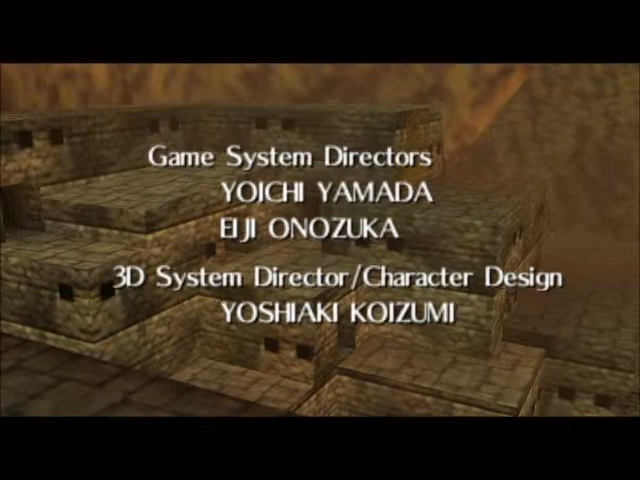 Game System Directors
YOICHI YAMADA
EIJI ONOZUKA
3D System Director/Character Design
YOSHIAKI KOIZUMI